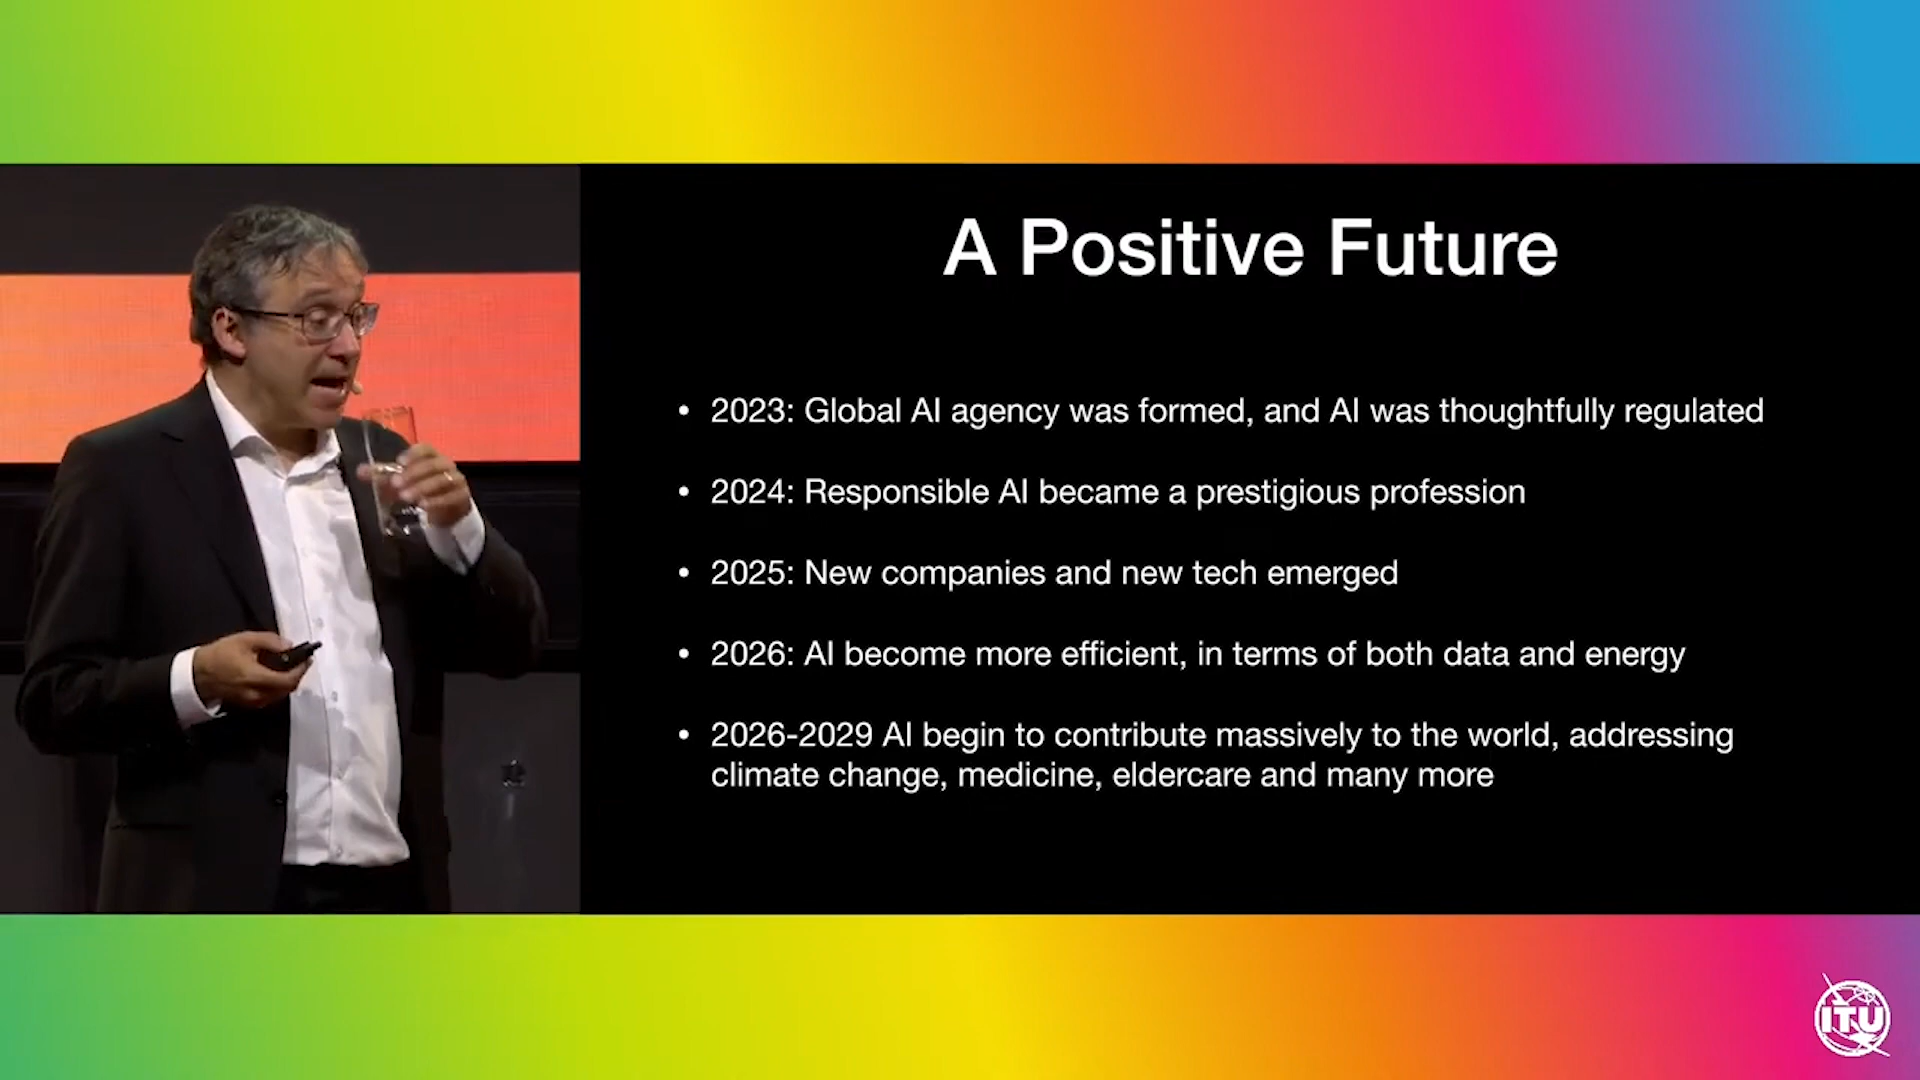 A Positive Future
• 2023: Global AI agency was formed, and AI was thoughtfully regulated
• 2024: Responsible AI became a prestigious profession
• 2025: New companies and new tech emerged
• 2026: AI become more efficient, in terms of both data and energy
• 2026-2029 AI begin to contribute massively to the world, addressing
climate change, medicine, eldercare and many more
ITU